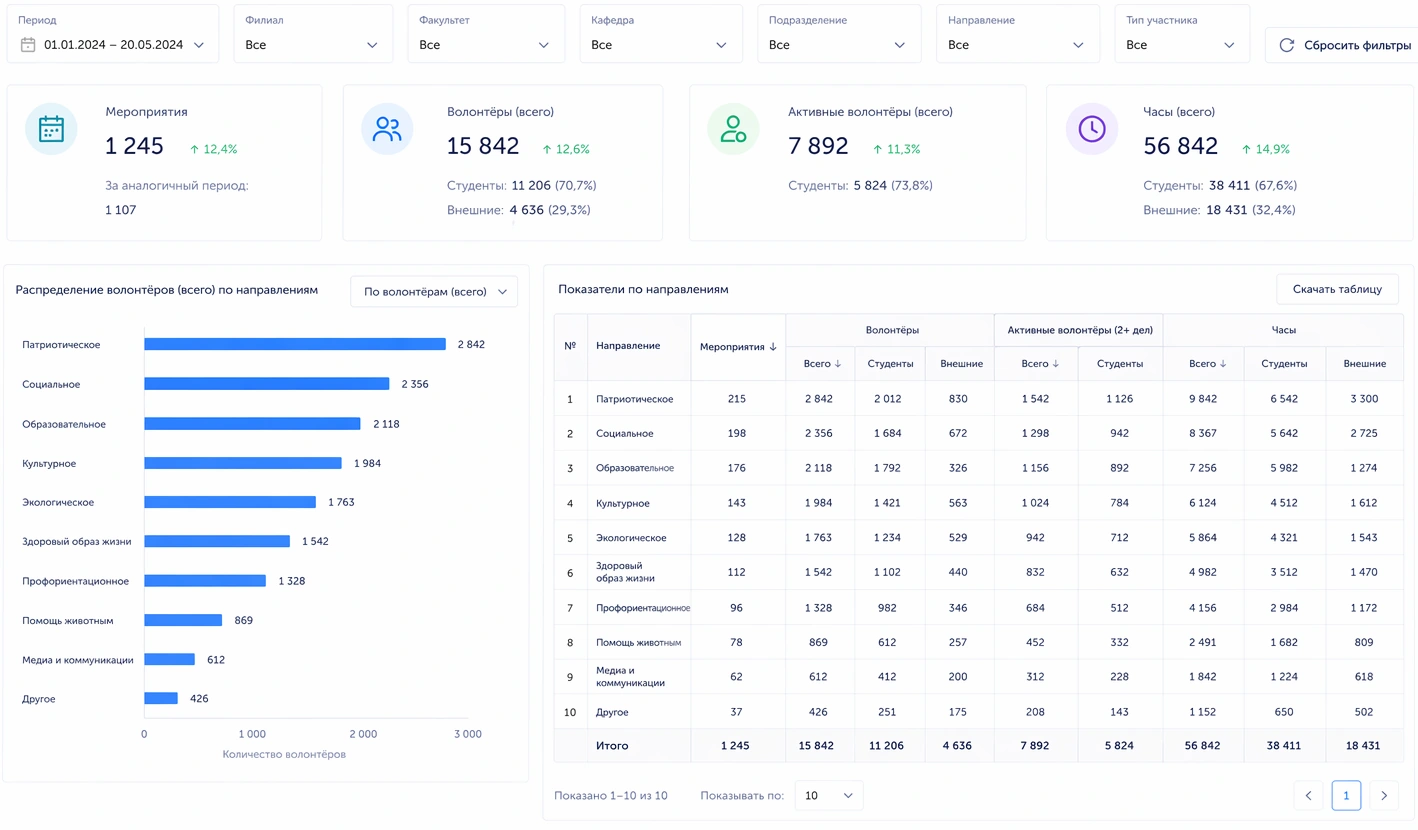 Период
01.01.2024 – 20.05.2024
Филиал
Все
Факультет
Все
Кафедра
Все
Подразделение
Все
Направление
Все
Тип участника
Все
Сбросить фильтры
Мероприятия
1 245 ↑ 12,4%
За аналогичный период:
1 107
Волонтёры (всего)
15 842 ↑ 12,6%
Студенты: 11 206 (70,7%)
Внешние: 4 636 (29,3%)
Активные волонтёры (всего)
7 892 ↑ 11,3%
Студенты: 5 824 (73,8%)
Часы (всего)
56 842 ↑ 14,9%
Студенты: 38 411 (67,6%)
Внешние: 18 431 (32,4%)
Распределение волонтёров (всего) по направлениям
По волонтёрам (всего)
Патриотическое 2 842
Социальное 2 356
Образовательное 2 118
Культурное 1 984
Экологическое 1 763
Здоровый образ жизни 1 542
Профориентационное 1 328
Помощь животным 869
Медиа и коммуникации 612
Другое 426
0 1 000 2 000 3 000
Количество волонтёров
Показатели по направлениям
Скачать таблицу
№ Направление Мероприятия ↓ Волонтёры Активные волонтёры (2+ дел) Часы
Всего ↓ Студенты Внешние Всего ↓ Студенты Всего ↓ Студенты Внешние
1 Патриотическое 215 2 842 2 012 830 1 542 1 126 9 842 6 542 3 300
2 Социальное 198 2 356 1 684 672 1 298 942 8 367 5 642 2 725
3 Образовательное 176 2 118 1 792 326 1 156 892 7 256 5 982 1 274
4 Культурное 143 1 984 1 421 563 1 024 784 6 124 4 512 1 612
5 Экологическое 128 1 763 1 234 529 942 712 5 864 4 321 1 543
6 Здоровый
образ жизни 112 1 542 1 102 440 832 632 4 982 3 512 1 470
7 Профориентационное 96 1 328 982 346 684 512 4 156 2 984 1 172
8 Помощь животным 78 869 612 257 452 332 2 491 1 682 809
9 Медиа и
коммуникации 62 612 412 200 312 228 1 842 1 224 618
10 Другое 37 426 251 175 208 143 1 152 650 502
Итого 1 245 15 842 11 206 4 636 7 892 5 824 56 842 38 411 18 431
Показано 1–10 из 10
Показывать по: 10
1